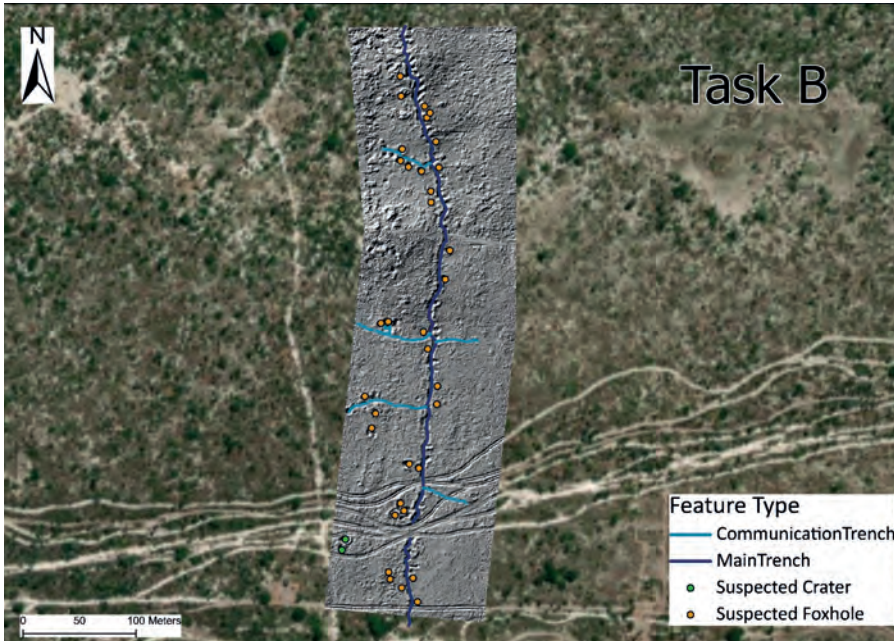 N
Task B
Feature Type
CommunicationTrench
MainTrench
Suspected Crater
Suspected Foxhole
0 50 100 Meters